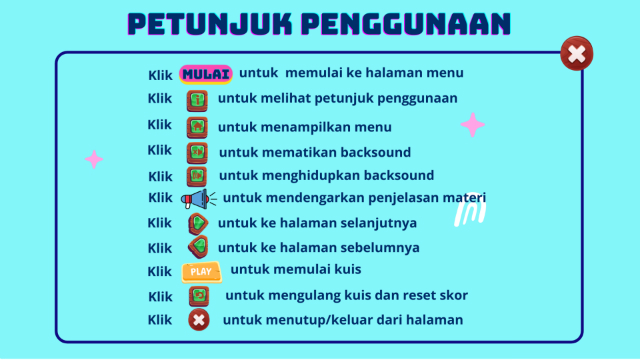 PETUNJUK PENGGUNAAN
Klik MULAI untuk memulai ke halaman menu
Klik untuk melihat petunjuk penggunaan
Klik untuk menampilkan menu
Klik untuk mematikan backsound
Klik untuk menghidupkan backsound
Klik untuk mendengarkan penjelasan materi
Klik untuk ke halaman selanjutnya
Klik untuk ke halaman sebelumnya
Klik PLAY untuk memulai kuis
Klik untuk mengulang kuis dan reset skor
Klik untuk menutup/keluar dari halaman